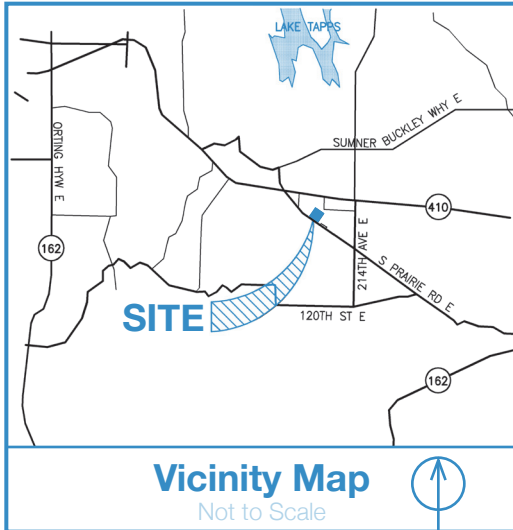 LAKE TAPPS
SUMNER BUCKLEY WHY E
ORTING HYW E
410
162
214TH AVE E
S PRAIRIE RD E
SITE
120TH ST E
162
Vicinity Map
Not to Scale